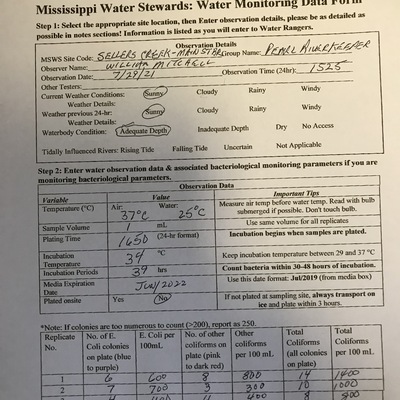 Mississippi Water Stewards: Water Monitoring Data Form
Step 1: Select the appropriate site location, then Enter observation details, please be as detailed as
possible in notes sections! Information is listed as you will enter to Water Rangers.
Observation Details
MSWS Site Code: SELLERS CREEK-MAINSTBR Group Name: PEARL RIVERKEEPER
Observer Name: WILLIAM MITCHELL
Observation Date: 7/29/21 Observation Time (24hr): 1525
Other Testers:
Current Weather Conditions: Sunny Cloudy Rainy Windy
Weather Details:
Weather previous 24-hr: Sunny Cloudy Rainy Windy
Weather Details:
Waterbody Condition: Adequate Depth Inadequate Depth Dry No Access
Tidally Influenced Rivers: Rising Tide Falling Tide Uncertain Not Applicable
Step 2: Enter water observation data & associated bacteriological monitoring parameters if you are
monitoring bacteriological parameters.
Observation Data
Variable Value Important Tips
Temperature (°C) Air: 37°C Water: 25°C Measure air temp before water temp. Read with bulb
submerged if possible. Don't touch bulb.
Sample Volume 1 mL Use same volume for all replicates
Plating Time 1650 (24-hr format) Incubation begins when samples are plated.
Incubation
Temperature 34 °C Keep incubation temperature between 29 and 37 °C
Incubation Periods 39 hrs Count bacteria within 30-48 hours of incubation.
Media Expiration
Date JUL/2022 Use this date format: Jul/2019 (from media box)
Plated onsite Yes No If not plated at sampling site, always transport on
ice and plate within 3 hours.
*Note: If colonies are too numerous to count (>200), report as 250.
Replicate No. No. of E. Coli colonies on plate (blue to purple) E. Coli per 100mL No. of other coliforms on plate (pink to dark red) Other coliforms per 100 mL Total Coliforms (all colonies on plate) Total Coliforms per 100 mL
1 6 600 8 800 14 1400
2 7 700 3 300 10 1000
4 400 4 400 8 800